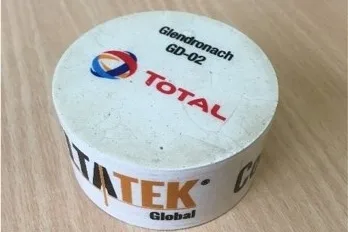 Glendronach
GD-02
TOTAL
TATEK®
Global